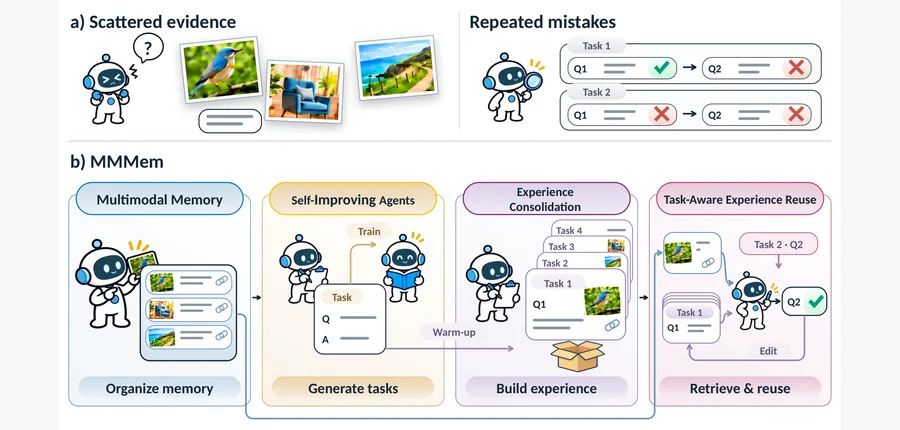 a) Scattered evidence
?
Repeated mistakes
Task 1
Q1
Q2
Task 2
Q1
Q2
b) MMMem
Multimodal Memory
Organize memory
Self-Improving Agents
Train
Task
Q
A
Warm-up
Generate tasks
Experience
Consolidation
Task 4
Task 3
Task 2
Task 1
Q1
Build experience
Task-Aware Experience Reuse
Task 2 · Q2
Q2
Task 1
Q1
Edit
Retrieve & reuse